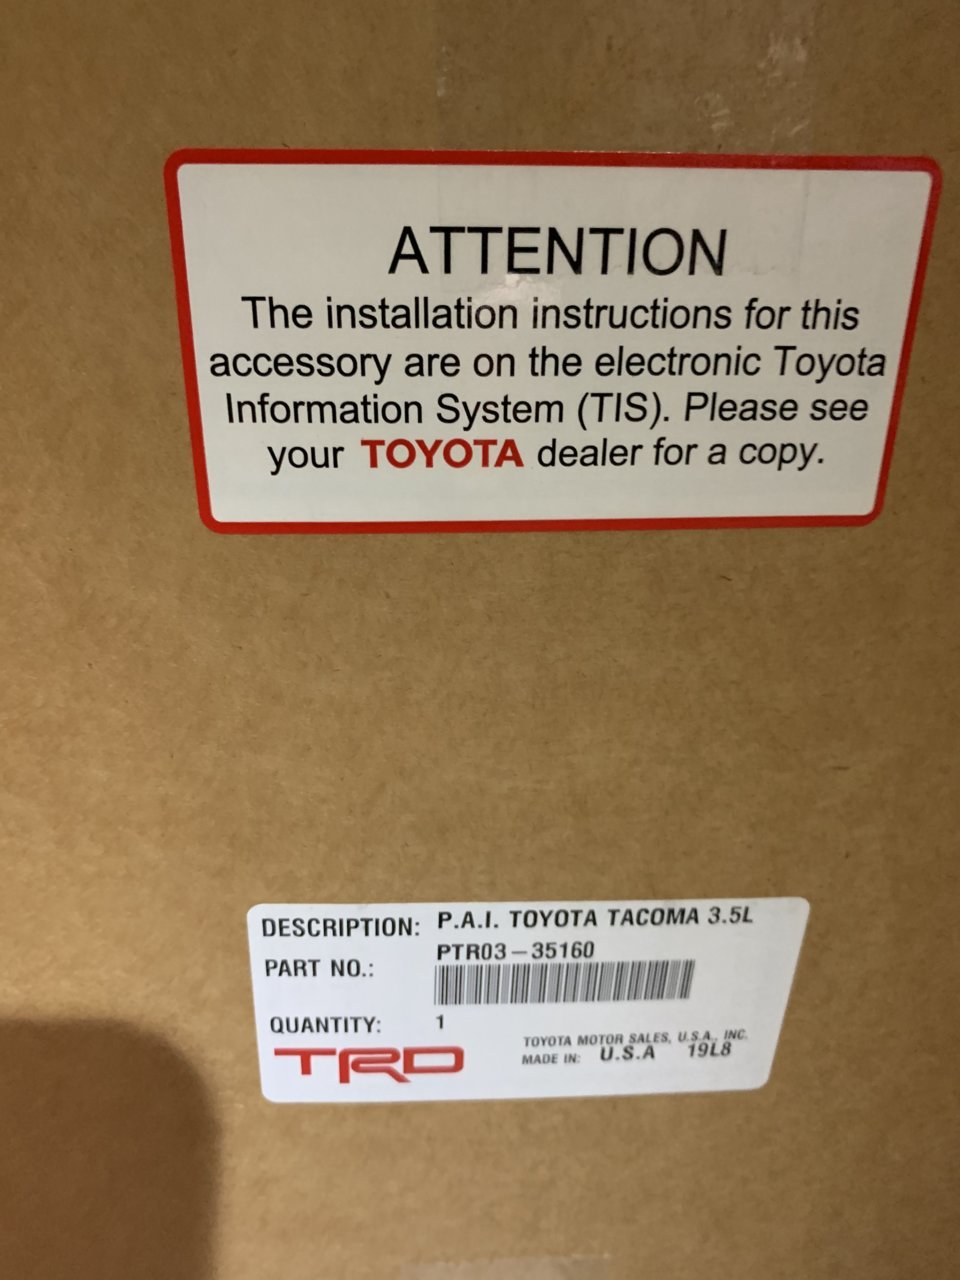 ATTENTION
The installation instructions for this
accessory are on the electronic Toyota
Information System (TIS). Please see
your TOYOTA dealer for a copy.
DESCRIPTION: P.A.I. TOYOTA TACOMA 3.5L
PART NO.: PTR03-35160
QUANTITY: 1
TRD
TOYOTA MOTOR SALES, U.S.A., INC.
MADE IN: U.S.A 19L8